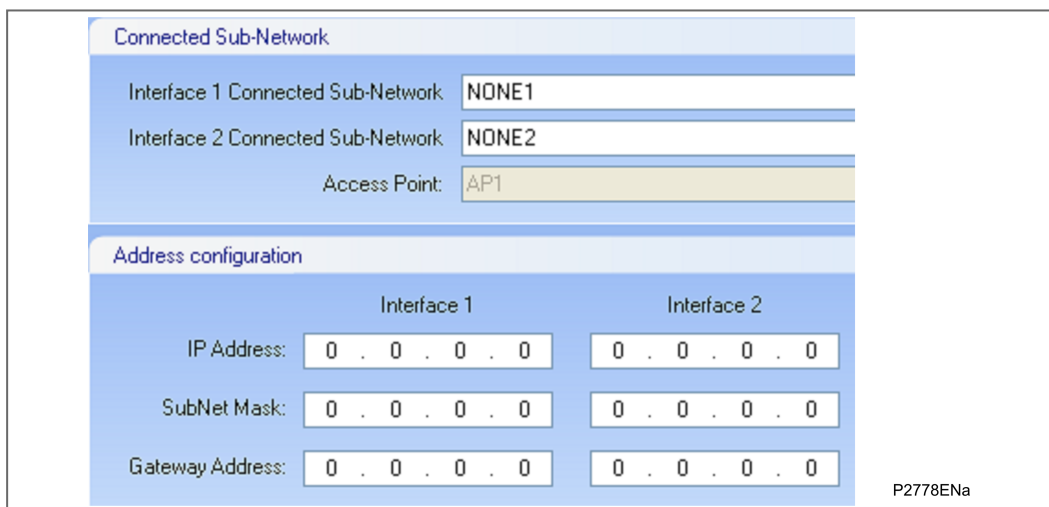 Connected Sub-Network
Interface 1 Connected Sub-Network NONE1
Interface 2 Connected Sub-Network NONE2
Access Point: AP1
Address configuration
Interface 1 Interface 2
IP Address: 0 . 0 . 0 . 0 0 . 0 . 0 . 0
SubNet Mask: 0 . 0 . 0 . 0 0 . 0 . 0 . 0
Gateway Address: 0 . 0 . 0 . 0 0 . 0 . 0 . 0
P2778ENa